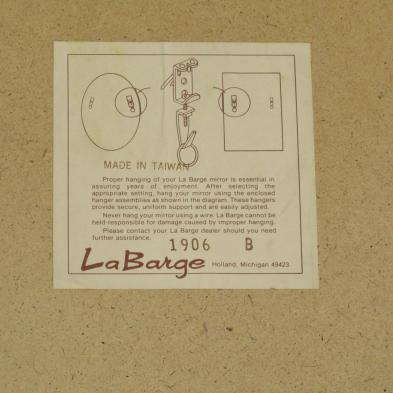 MADE IN TAIWAN
Proper hanging of your La Barge mirror is essential in
assuring years of enjoyment. After selecting the
appropriate setting, hang your mirror using the enclosed
hanger assemblies as shown in the diagram. These hangers
provide secure, uniform support and are easily adjusted.
Never hang your mirror using a wire. La Barge cannot be
held responsible for damage caused by improper hanging.
Please contact your La Barge dealer should you need
further assistance.
1906 B
LaBarge Holland, Michigan 49423